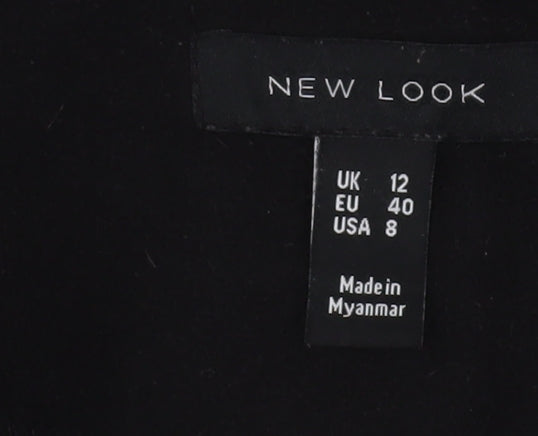 NEW LOOK
UK 12
EU 40
USA 8
Made in
Myanmar